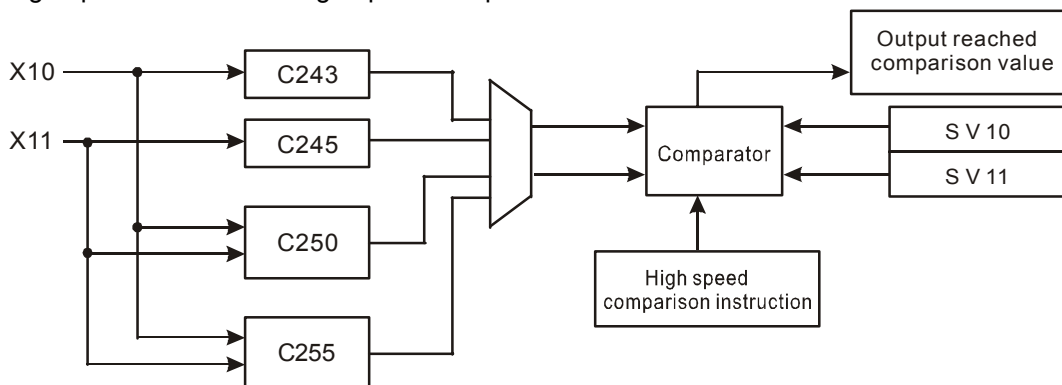 X10
C243
Output reached
comparison value
X11
C245
Comparator
S V 10
S V 11
C250
High speed
comparison instruction
C255